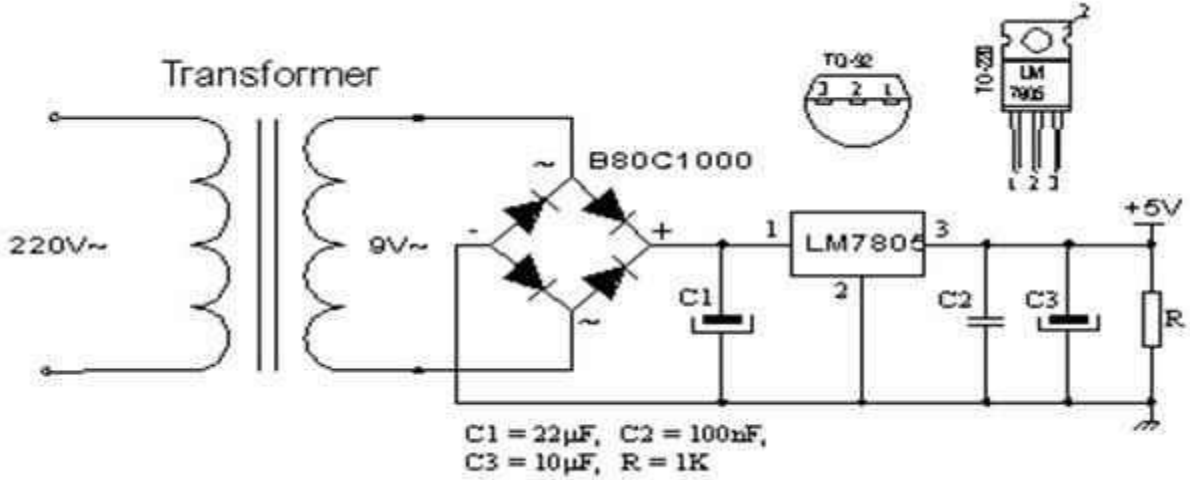 Transformer
220V~
9V~
~
B80C1000
-
+
~
TO-92
3 2 1
TO-220
2
LM
7805
1 2 3
1
LM7805
3
2
+5V
C1
C2
C3
R
C1 = 22µF, C2 = 100nF,
C3 = 10µF, R = 1K